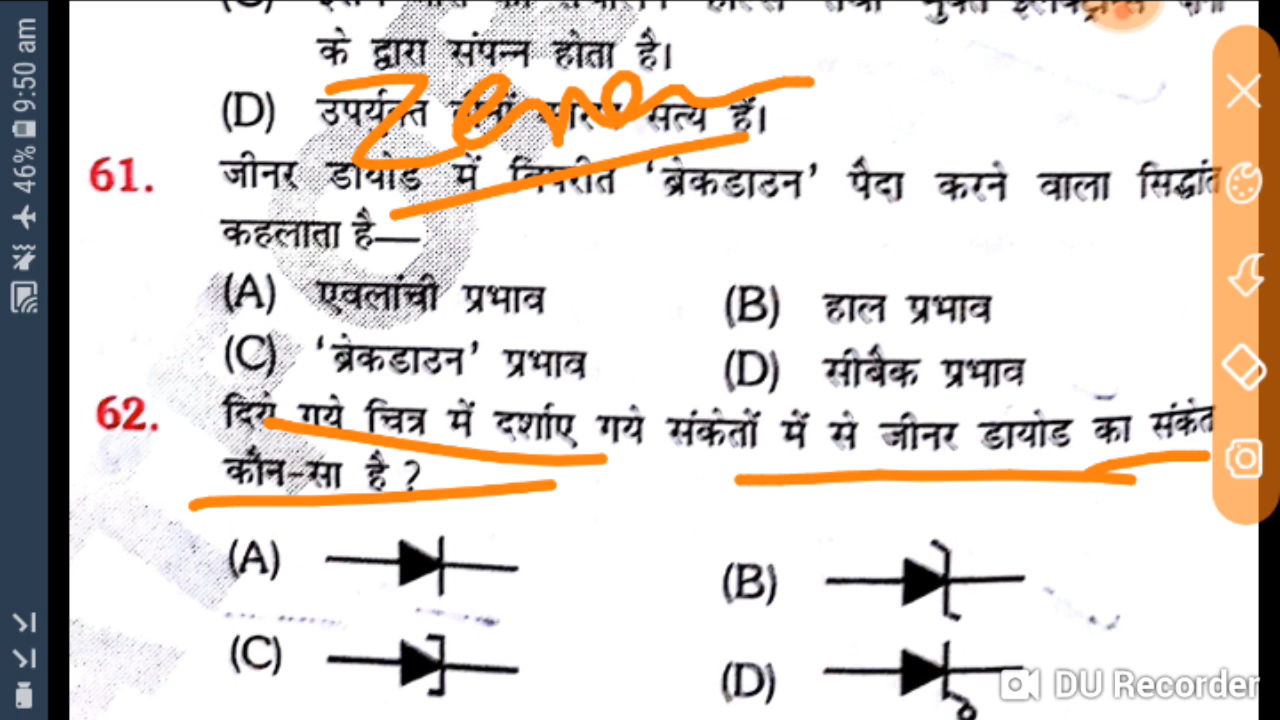 के द्वारा संपन्न होता है।
(D) उपर्युक्त सत्य हैं।
Zener
61. जीनर डायोड में विपरीत ‘ब्रेकडाउन’ पैदा करने वाला सिद्धांत
कहलाता है—
(A) एवलांची प्रभाव (B) हाल प्रभाव
(C) ‘ब्रेकडाउन’ प्रभाव (D) सीबैक प्रभाव
62. दिये गये चित्र में दर्शाए गये संकेतों में से जीनर डायोड का संकेत
कौन-सा है ?
(A) (B)
(C) (D)
46% 9:50 am
DU Recorder